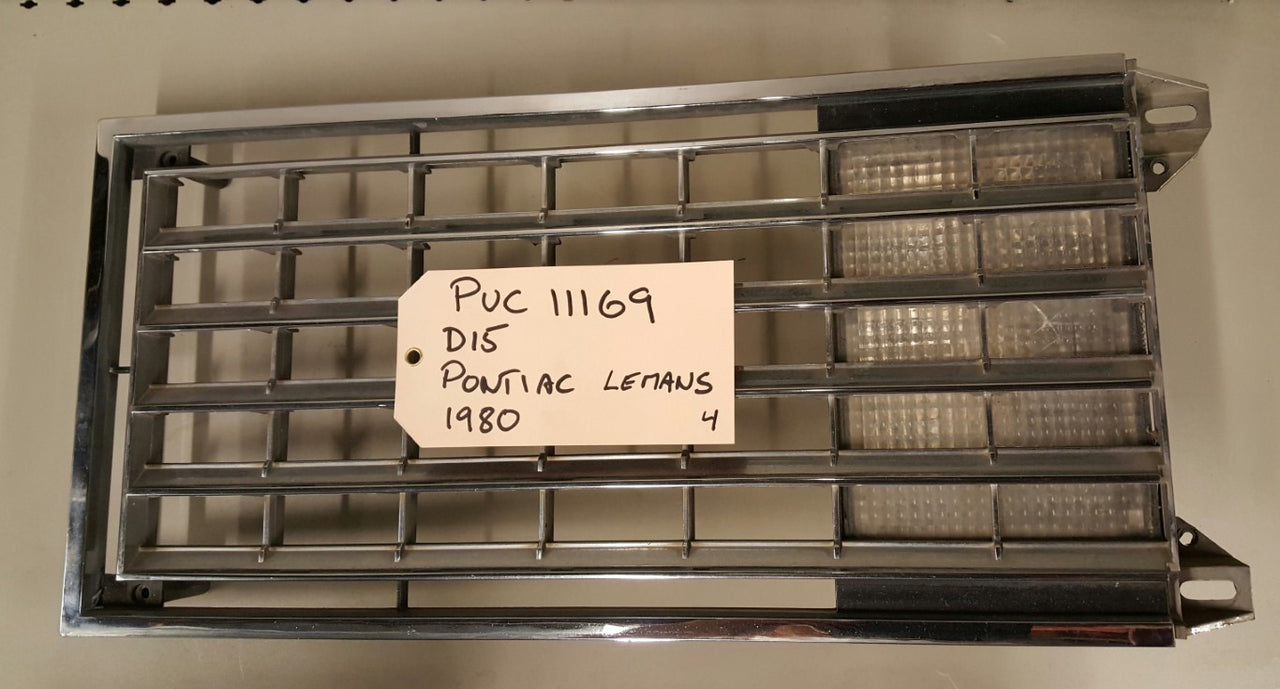 PUC 11169
D15
PONTIAC LEMANS
1980 4